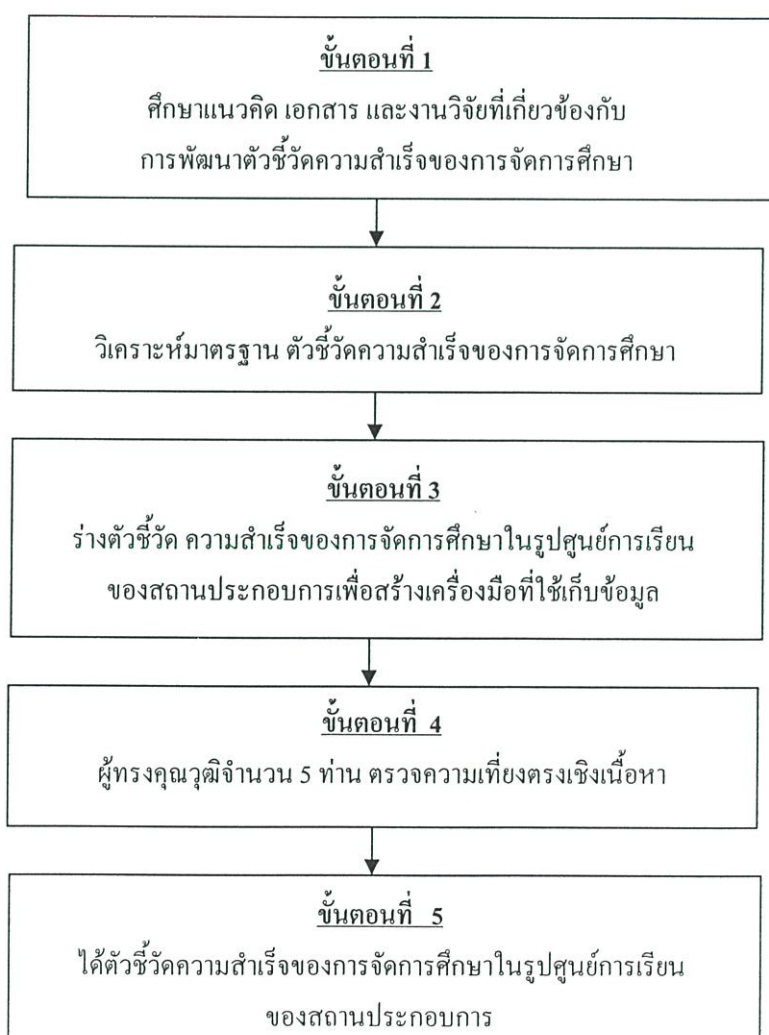 ขั้นตอนที่ 1
ศึกษาแนวคิด เอกสาร และงานวิจัยที่เกี่ยวข้องกับ
การพัฒนาตัวชี้วัดความสำเร็จของการจัดการศึกษา
ขั้นตอนที่ 2
วิเคราะห์มาตรฐาน ตัวชี้วัดความสำเร็จของการจัดการศึกษา
ขั้นตอนที่ 3
ร่างตัวชี้วัด ความสำเร็จของการจัดการศึกษาในรูปศูนย์การเรียน
ของสถานประกอบการเพื่อสร้างเครื่องมือที่ใช้เก็บข้อมูล
ขั้นตอนที่ 4
ผู้ทรงคุณวุฒิจำนวน 5 ท่าน ตรวจความเที่ยงตรงเชิงเนื้อหา
ขั้นตอนที่ 5
ได้ตัวชี้วัดความสำเร็จของการจัดการศึกษาในรูปศูนย์การเรียน
ของสถานประกอบการ